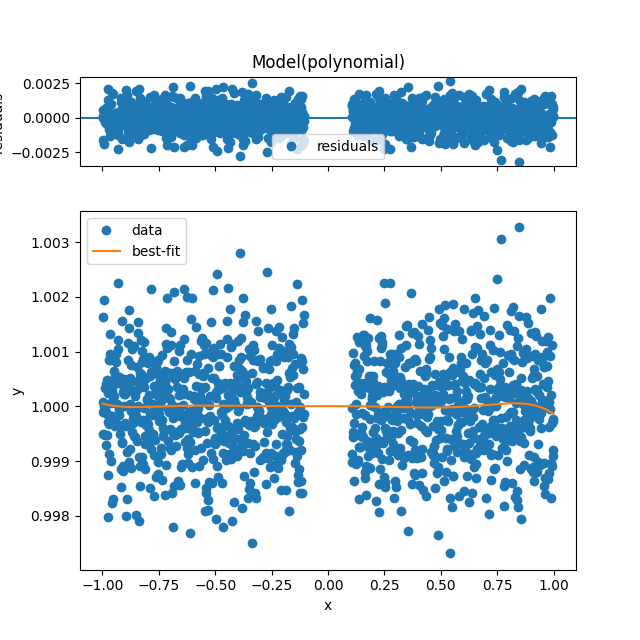 Model(polynomial)
0.0025
0.0000
−0.0025
residuals
residuals
1.003
1.002
1.001
1.000
0.999
0.998
y
data
best-fit
−1.00 −0.75 −0.50 −0.25 0.00 0.25 0.50 0.75 1.00
x